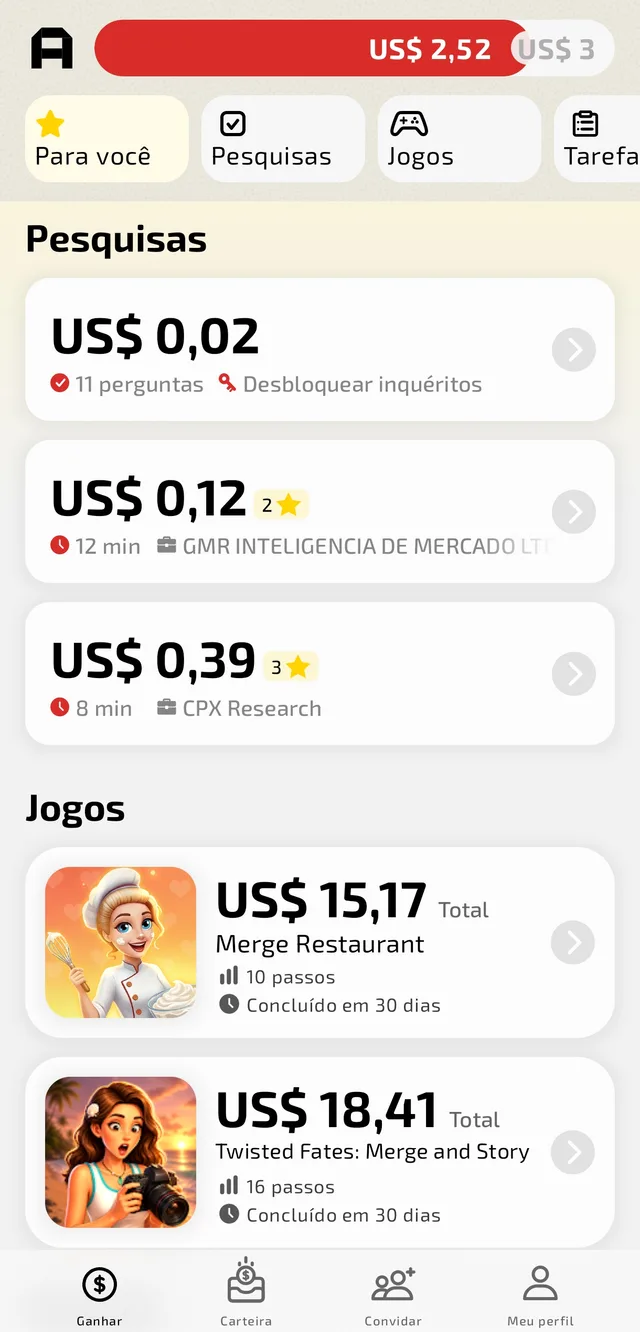 A
US$ 2,52
US$ 3
Para você
Pesquisas
Jogos
Tarefa
Pesquisas
US$ 0,02
11 perguntas Desbloquear inquéritos
US$ 0,12 2
12 min GMR INTELIGENCIA DE MERCADO LT
US$ 0,39 3
8 min CPX Research
Jogos
US$ 15,17 Total
Merge Restaurant
10 passos
Concluído em 30 dias
US$ 18,41 Total
Twisted Fates: Merge and Story
16 passos
Concluído em 30 dias
Ganhar
Carteira
Convidar
Meu perfil